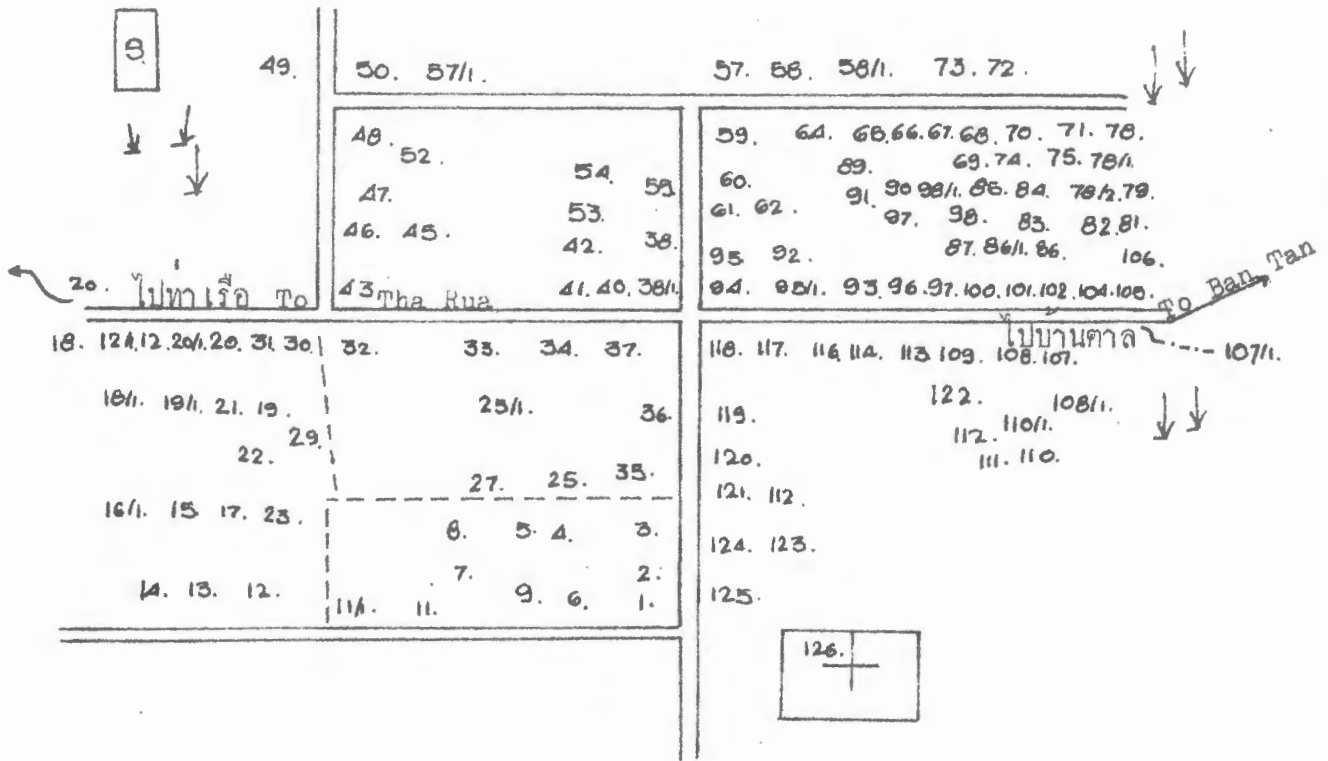 8
49. 50. 57/1. 57. 58. 58/1. 73. 72.
48. 59. 64. 65. 66. 67. 68. 70. 71. 78.
52. 89. 69. 74. 75. 78/1.
54. 55. 60. 91. 90 98/1. 85. 84. 78/2. 79.
47. 53. 61. 62. 97. 98. 83. 82. 81.
46. 45. 42. 38. 95. 92. 87. 86/1. 86. 106.
20. ไปท่าเรือ To 43 Tha Rua 41. 40. 38/1. 94. 95/1. 93. 96. 97. 100. 101. 102. 104. 105. To Ban Tan
ไปบ้านตาล
18. 12/1. 12. 20/1. 20. 31. 30. 32. 33. 34. 37. 118. 117. 116. 114. 113 109. 108. 107. 107/1.
18/1. 19/1. 21. 19. 25/1. 36. 119. 122. 108/1.
22. 29. 112. 110/1.
27. 25. 35. 120. 111. 110.
16/1. 15. 17. 23. 121. 112.
8. 5. 4. 3. 124. 123.
7. 2.
14. 13. 12. 11/1. 11. 9. 6. 1. 125.
126.